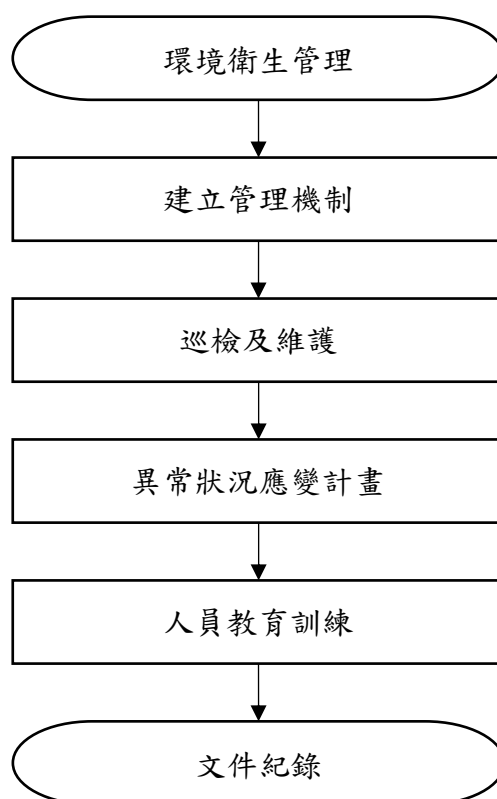 環境衛生管理
建立管理機制
巡檢及維護
異常狀況應變計畫
人員教育訓練
文件紀錄